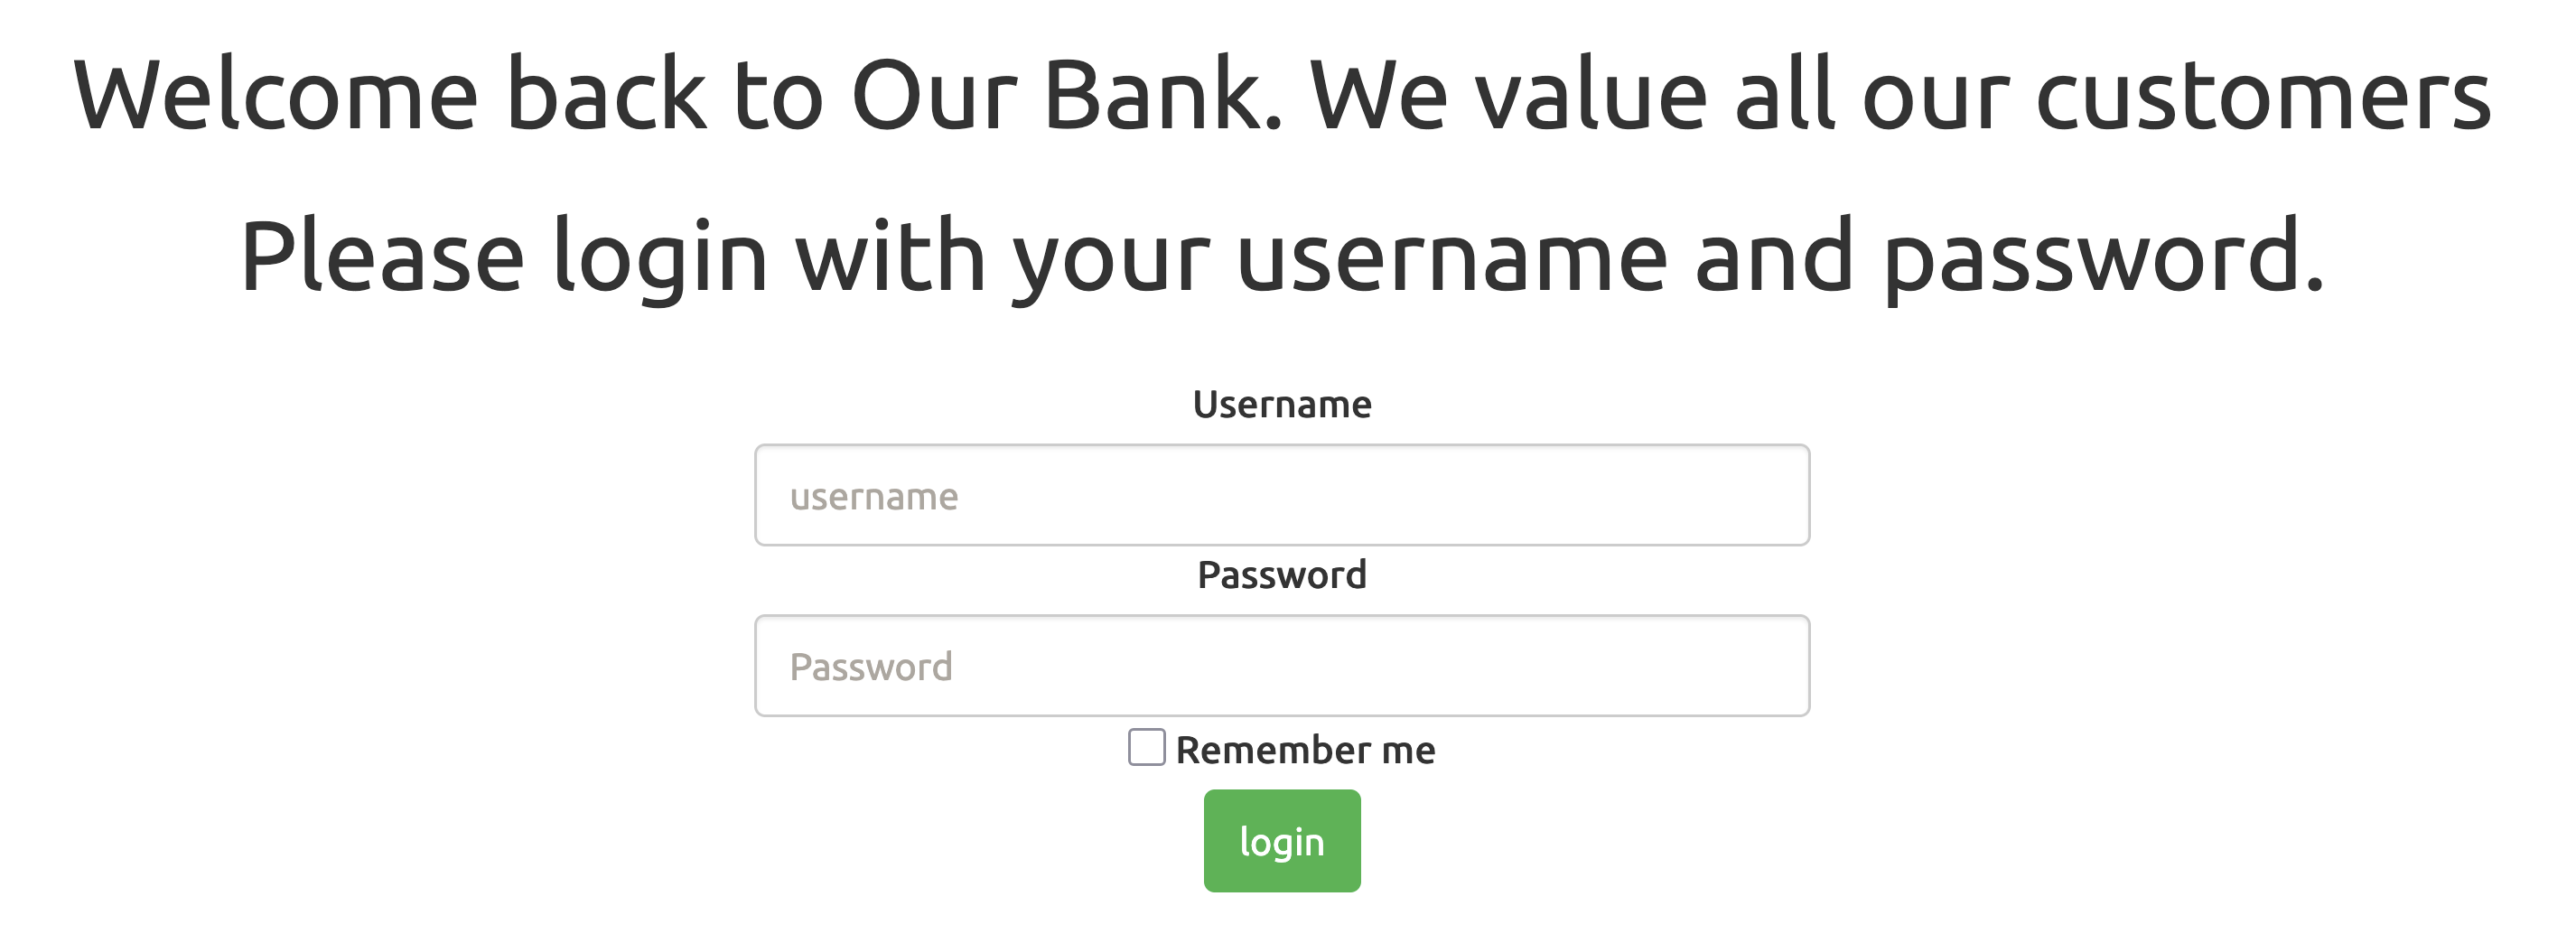 Welcome back to Our Bank. We value all our customers
Please login with your username and password.
Username
username
Password
Password
Remember me
login